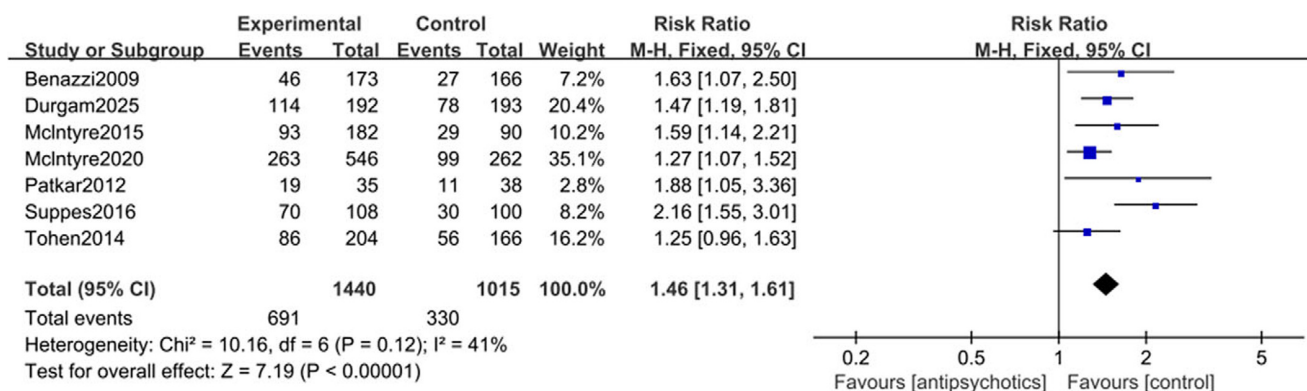 Experimental Control Risk Ratio Risk Ratio
Study or Subgroup Events Total Events Total Weight M-H, Fixed, 95% CI M-H, Fixed, 95% CI
Benazzi2009 46 173 27 166 7.2% 1.63 [1.07, 2.50]
Durgam2025 114 192 78 193 20.4% 1.47 [1.19, 1.81]
McIntyre2015 93 182 29 90 10.2% 1.59 [1.14, 2.21]
McIntyre2020 263 546 99 262 35.1% 1.27 [1.07, 1.52]
Patkar2012 19 35 11 38 2.8% 1.88 [1.05, 3.36]
Suppes2016 70 108 30 100 8.2% 2.16 [1.55, 3.01]
Tohen2014 86 204 56 166 16.2% 1.25 [0.96, 1.63]
Total (95% CI) 1440 1015 100.0% 1.46 [1.31, 1.61]
Total events 691 330
Heterogeneity: Chi² = 10.16, df = 6 (P = 0.12); I² = 41%
Test for overall effect: Z = 7.19 (P < 0.00001)
0.2 0.5 1 2 5
Favours [antipsychotics] Favours [control]